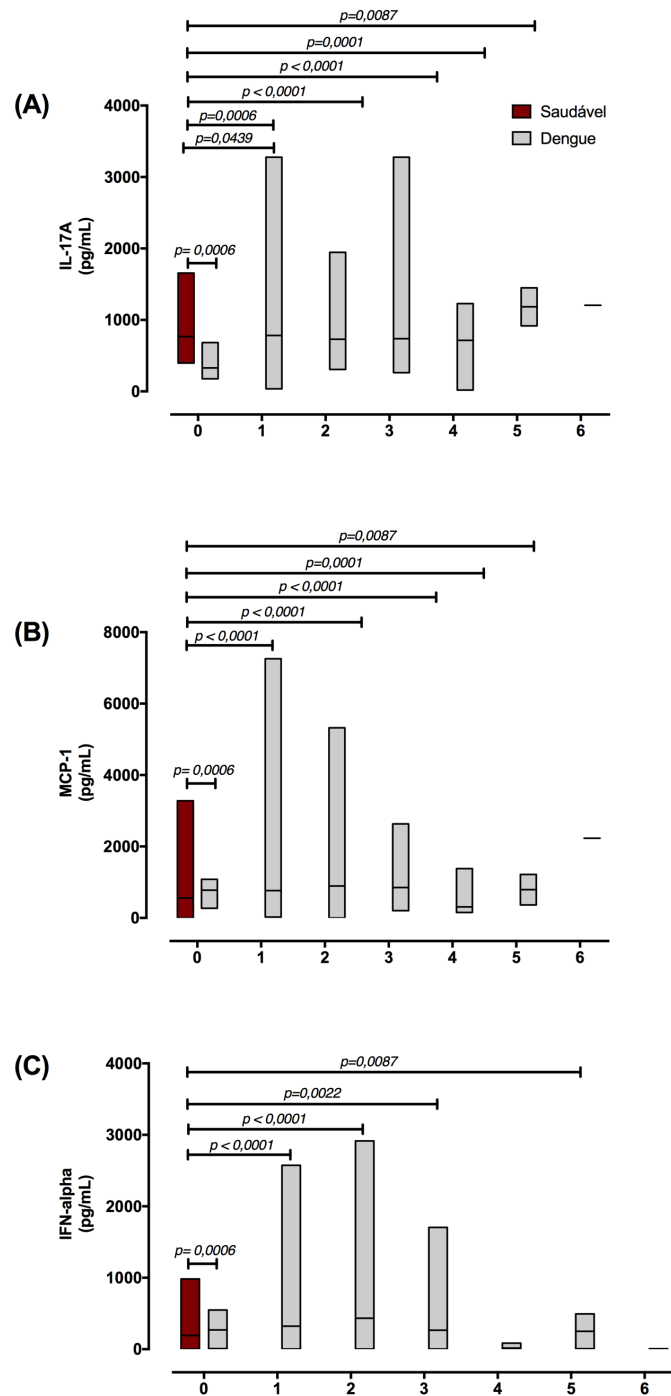 p=0,0087
p=0,0001
p < 0,0001
(A)
p < 0,0001
4000
p=0,0006
Saudável
p=0,0439
Dengue
3000
IL-17A
(pg/mL)
2000
p= 0,0006
1000
0
0 1 2 3 4 5 6
p=0,0087
p=0,0001
p < 0,0001
(B)
p < 0,0001
8000
p < 0,0001
6000
MCP-1
(pg/mL)
4000
p= 0,0006
2000
0
0 1 2 3 4 5 6
(C)
4000
p=0,0087
p=0,0022
p < 0,0001
3000
p < 0,0001
IFN-alpha
(pg/mL)
2000
p= 0,0006
1000
0
0 1 2 3 4 5 6